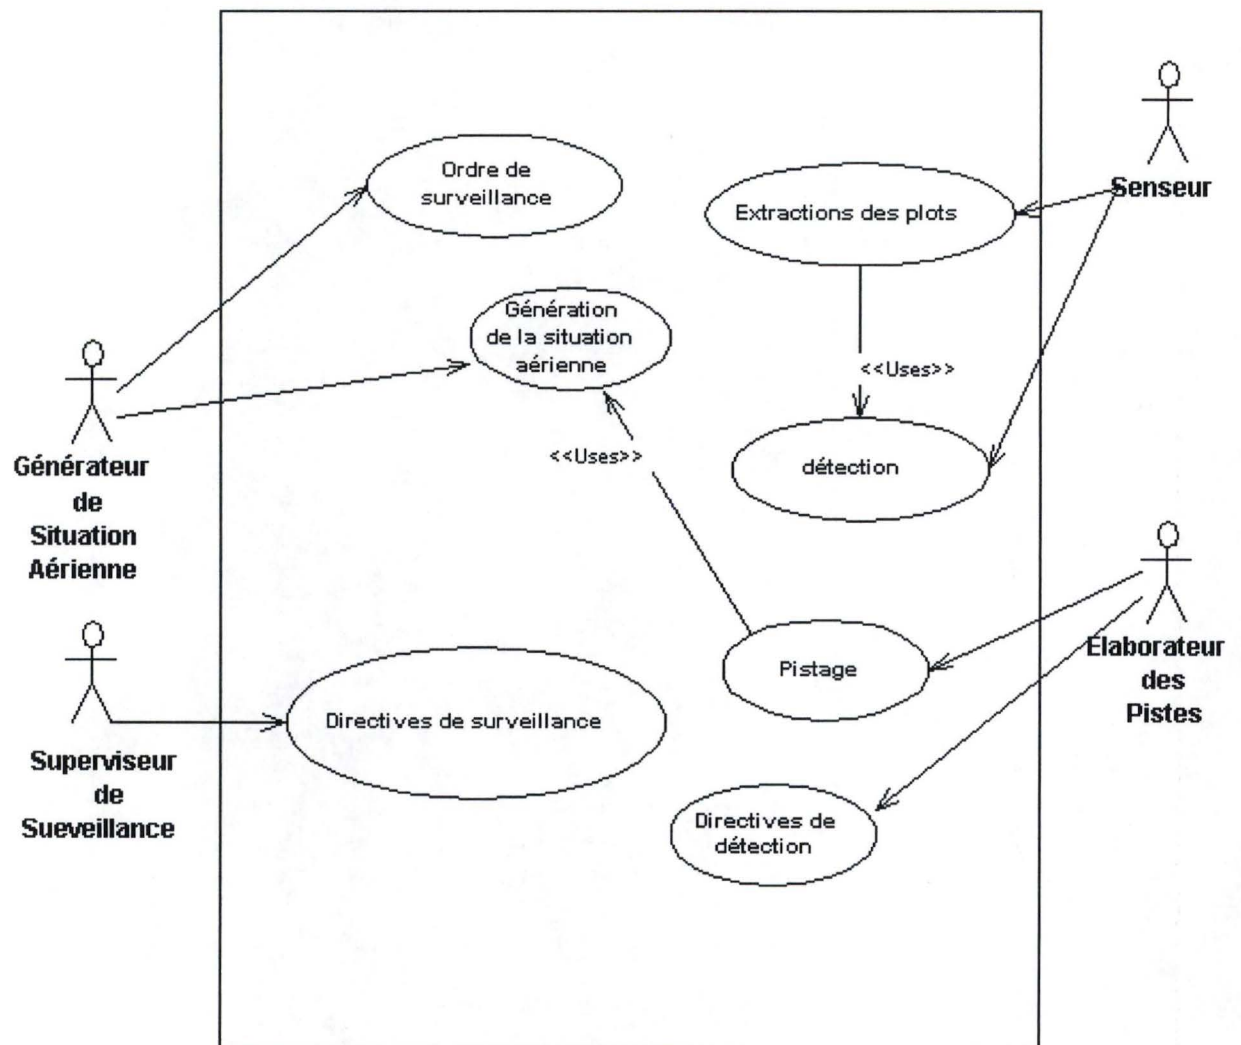 Ordre de
surveillance
Extractions des plots
Senseur
Génération
de la situation
aérienne
<<Uses>>
Générateur
de
Situation
Aérienne
<<Uses>>
détection
Pistage
Elaborateur
des
Pistes
Directives de surveillance
Superviseur
de
Sueveillance
Directives de
détection